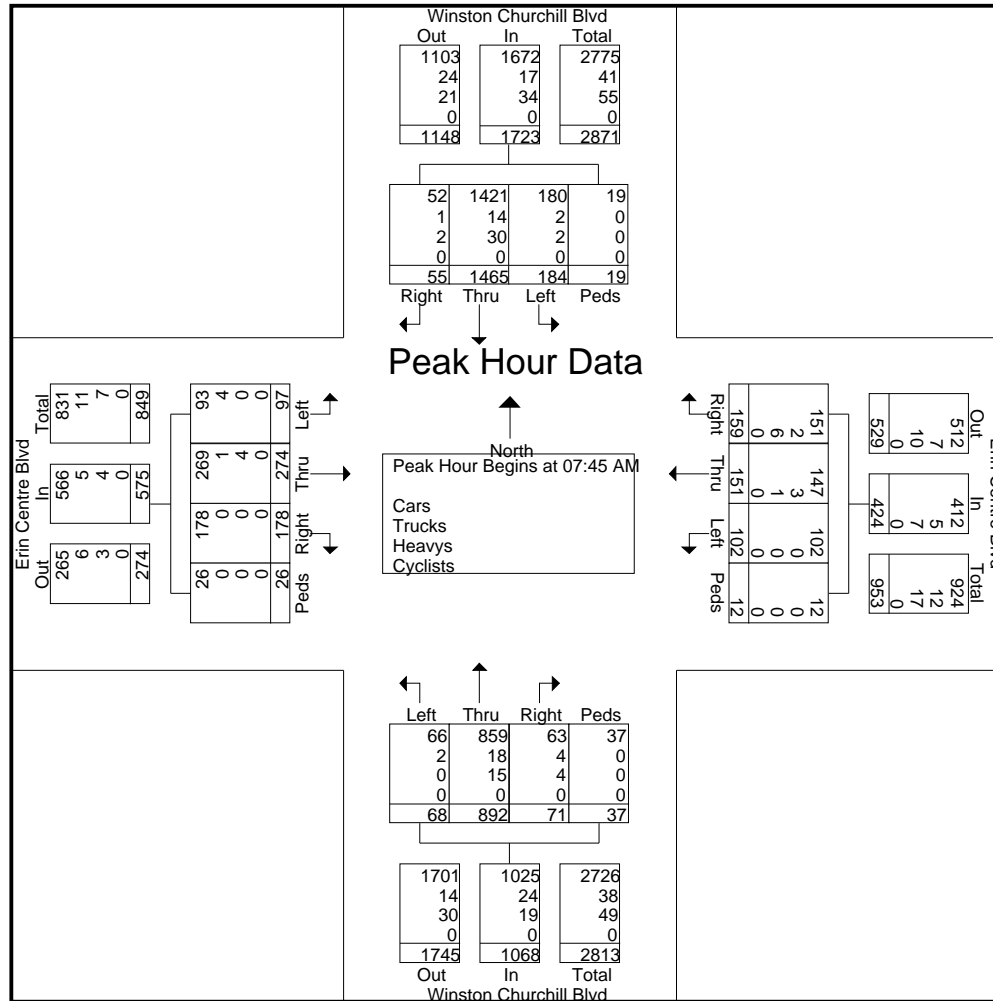 Winston Churchill Blvd
Out In Total
1103 1672 2775
24 17 41
21 34 55
0 0 0
1148 1723 2871
52 1421 180 19
1 14 2 0
2 30 2 0
0 0 0 0
55 1465 184 19
Right Thru Left Peds
Peak Hour Data
North
Peak Hour Begins at 07:45 AM
Cars
Trucks
Heavys
Cyclists
Erin Centre Blvd
Out In Total
265 566 831
6 5 11
3 4 7
0 0 0
274 575 849
26 178 269 93
0 0 1 4
0 0 4 0
0 0 0 0
26 178 274 97
Peds Right Thru Left
Erin Centre Blvd
Out In Total
512 412 924
7 5 12
10 7 17
0 0 0
529 424 953
151 147 102 12
2 3 0 0
6 1 0 0
0 0 0 0
159 151 102 12
Right Thru Left Peds
Left Thru Right Peds
66 859 63 37
2 18 4 0
0 15 4 0
0 0 0 0
68 892 71 37
1701 1025 2726
14 24 38
30 19 49
0 0 0
1745 1068 2813
Out In Total
Winston Churchill Blvd